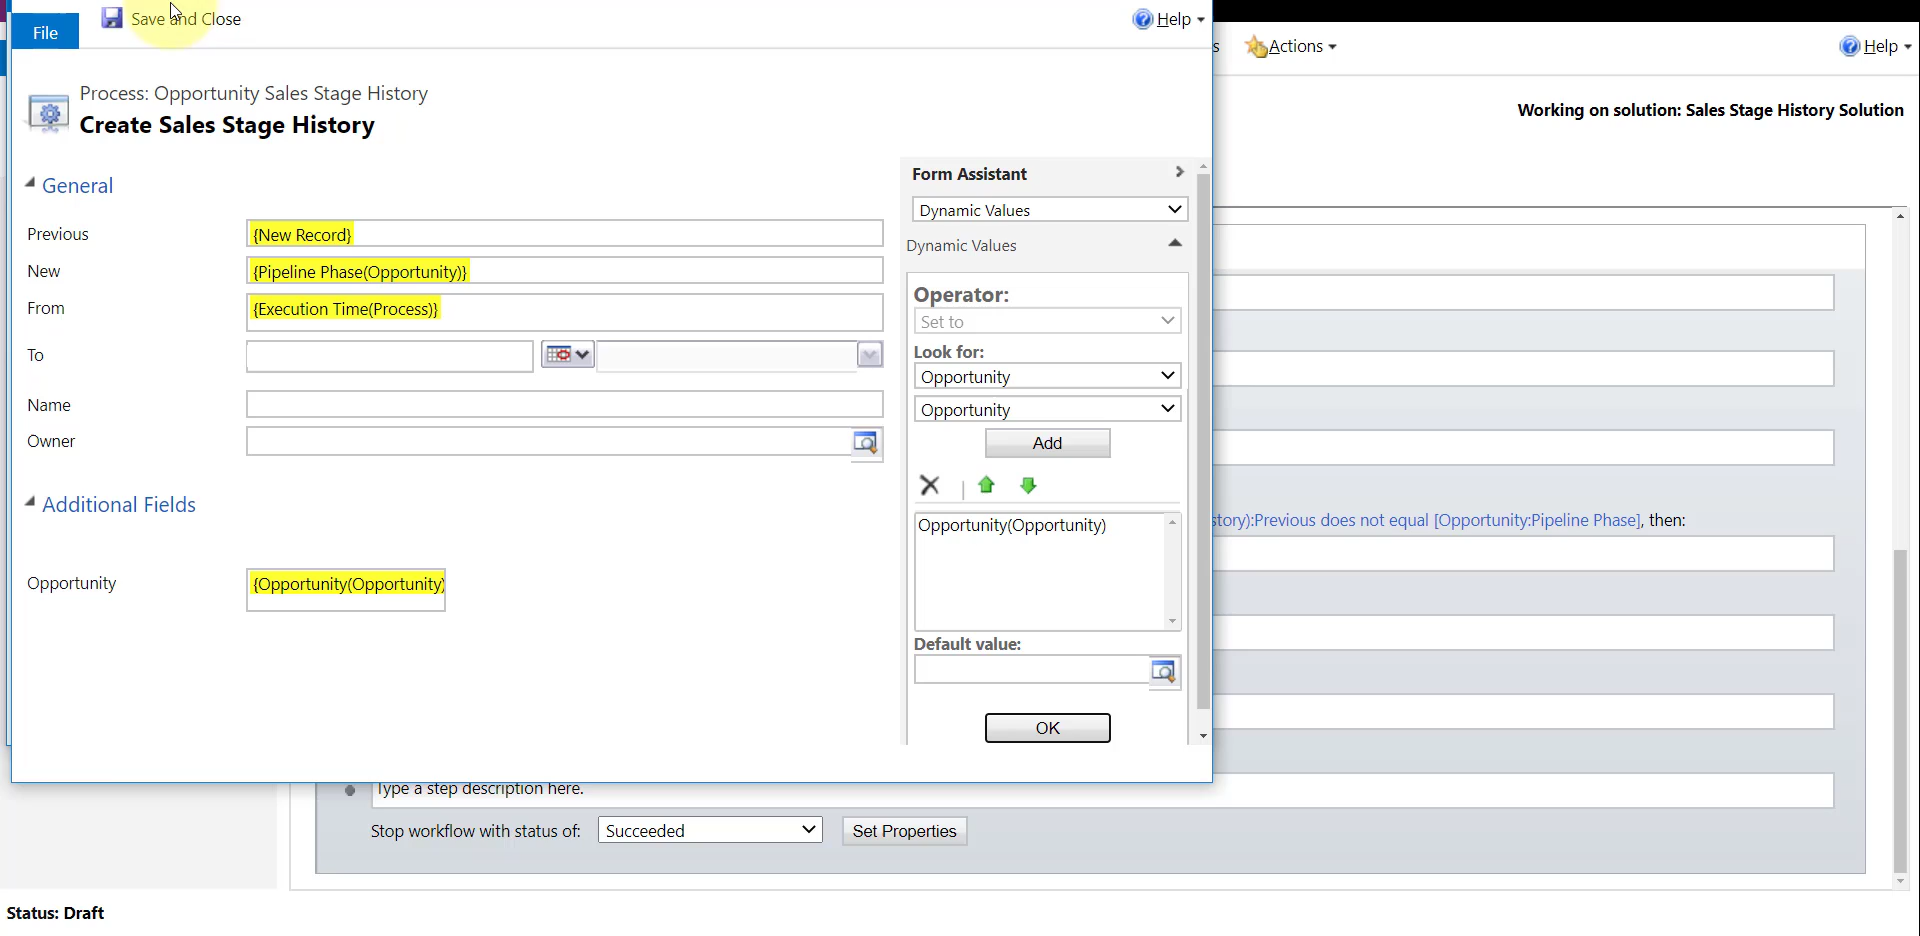 File
Save and Close
Help
s
Actions
Help
Process: Opportunity Sales Stage History
Create Sales Stage History
Working on solution: Sales Stage History Solution
General
Previous
{New Record}
New
{Pipeline Phase(Opportunity)}
From
{Execution Time(Process)}
To
Name
Owner
Additional Fields
Opportunity
{Opportunity(Opportunity)
Form Assistant
Dynamic Values
Dynamic Values
Operator:
Set to
Look for:
Opportunity
Opportunity
Add
Opportunity(Opportunity)
Default value:
OK
story):Previous does not equal [Opportunity:Pipeline Phase], then:
Type a step description here.
Stop workflow with status of:
Succeeded
Set Properties
Status: Draft